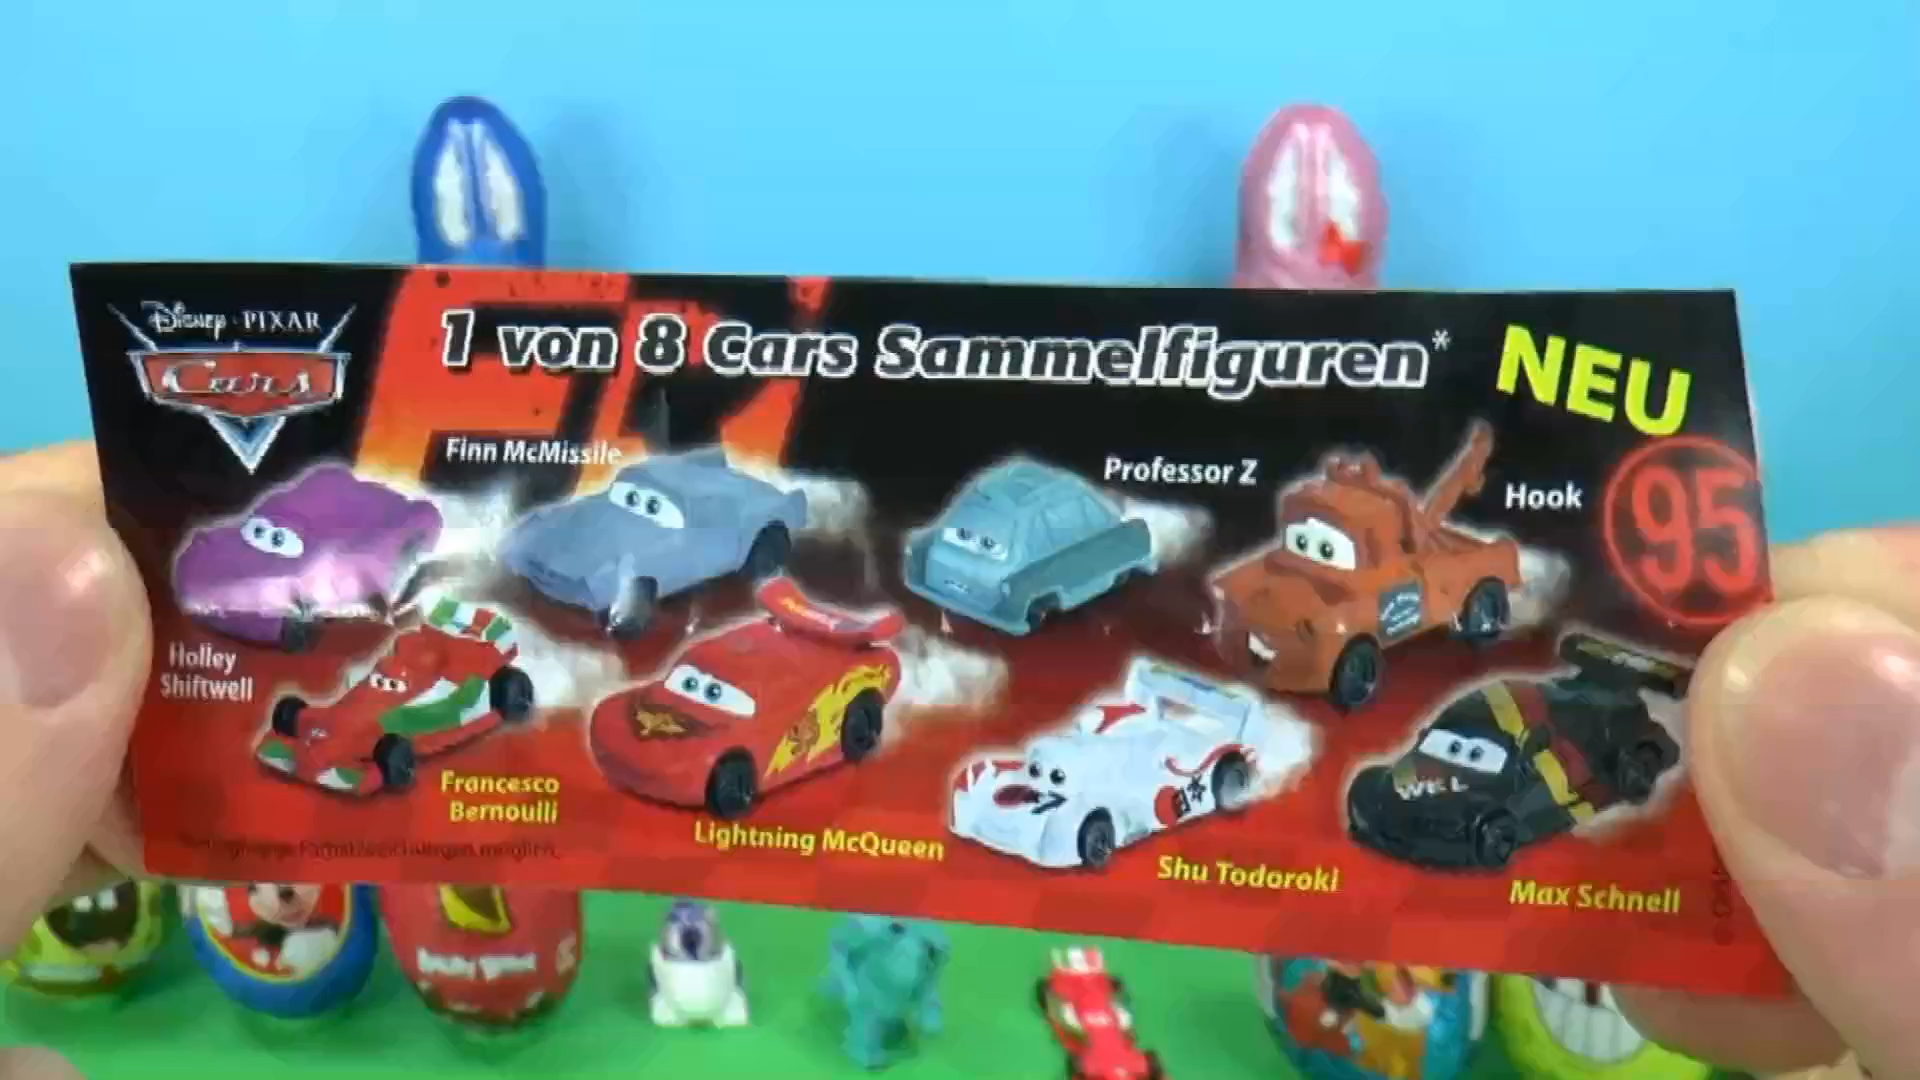 Disney · PIXAR
Cars
1 von 8 Cars Sammelfiguren*
NEU
95
Finn McMissile
Professor Z
Hook
Holley
Shiftwell
Francesco
Bernoulli
Lightning McQueen
Shu Todoroki
Max Schnell